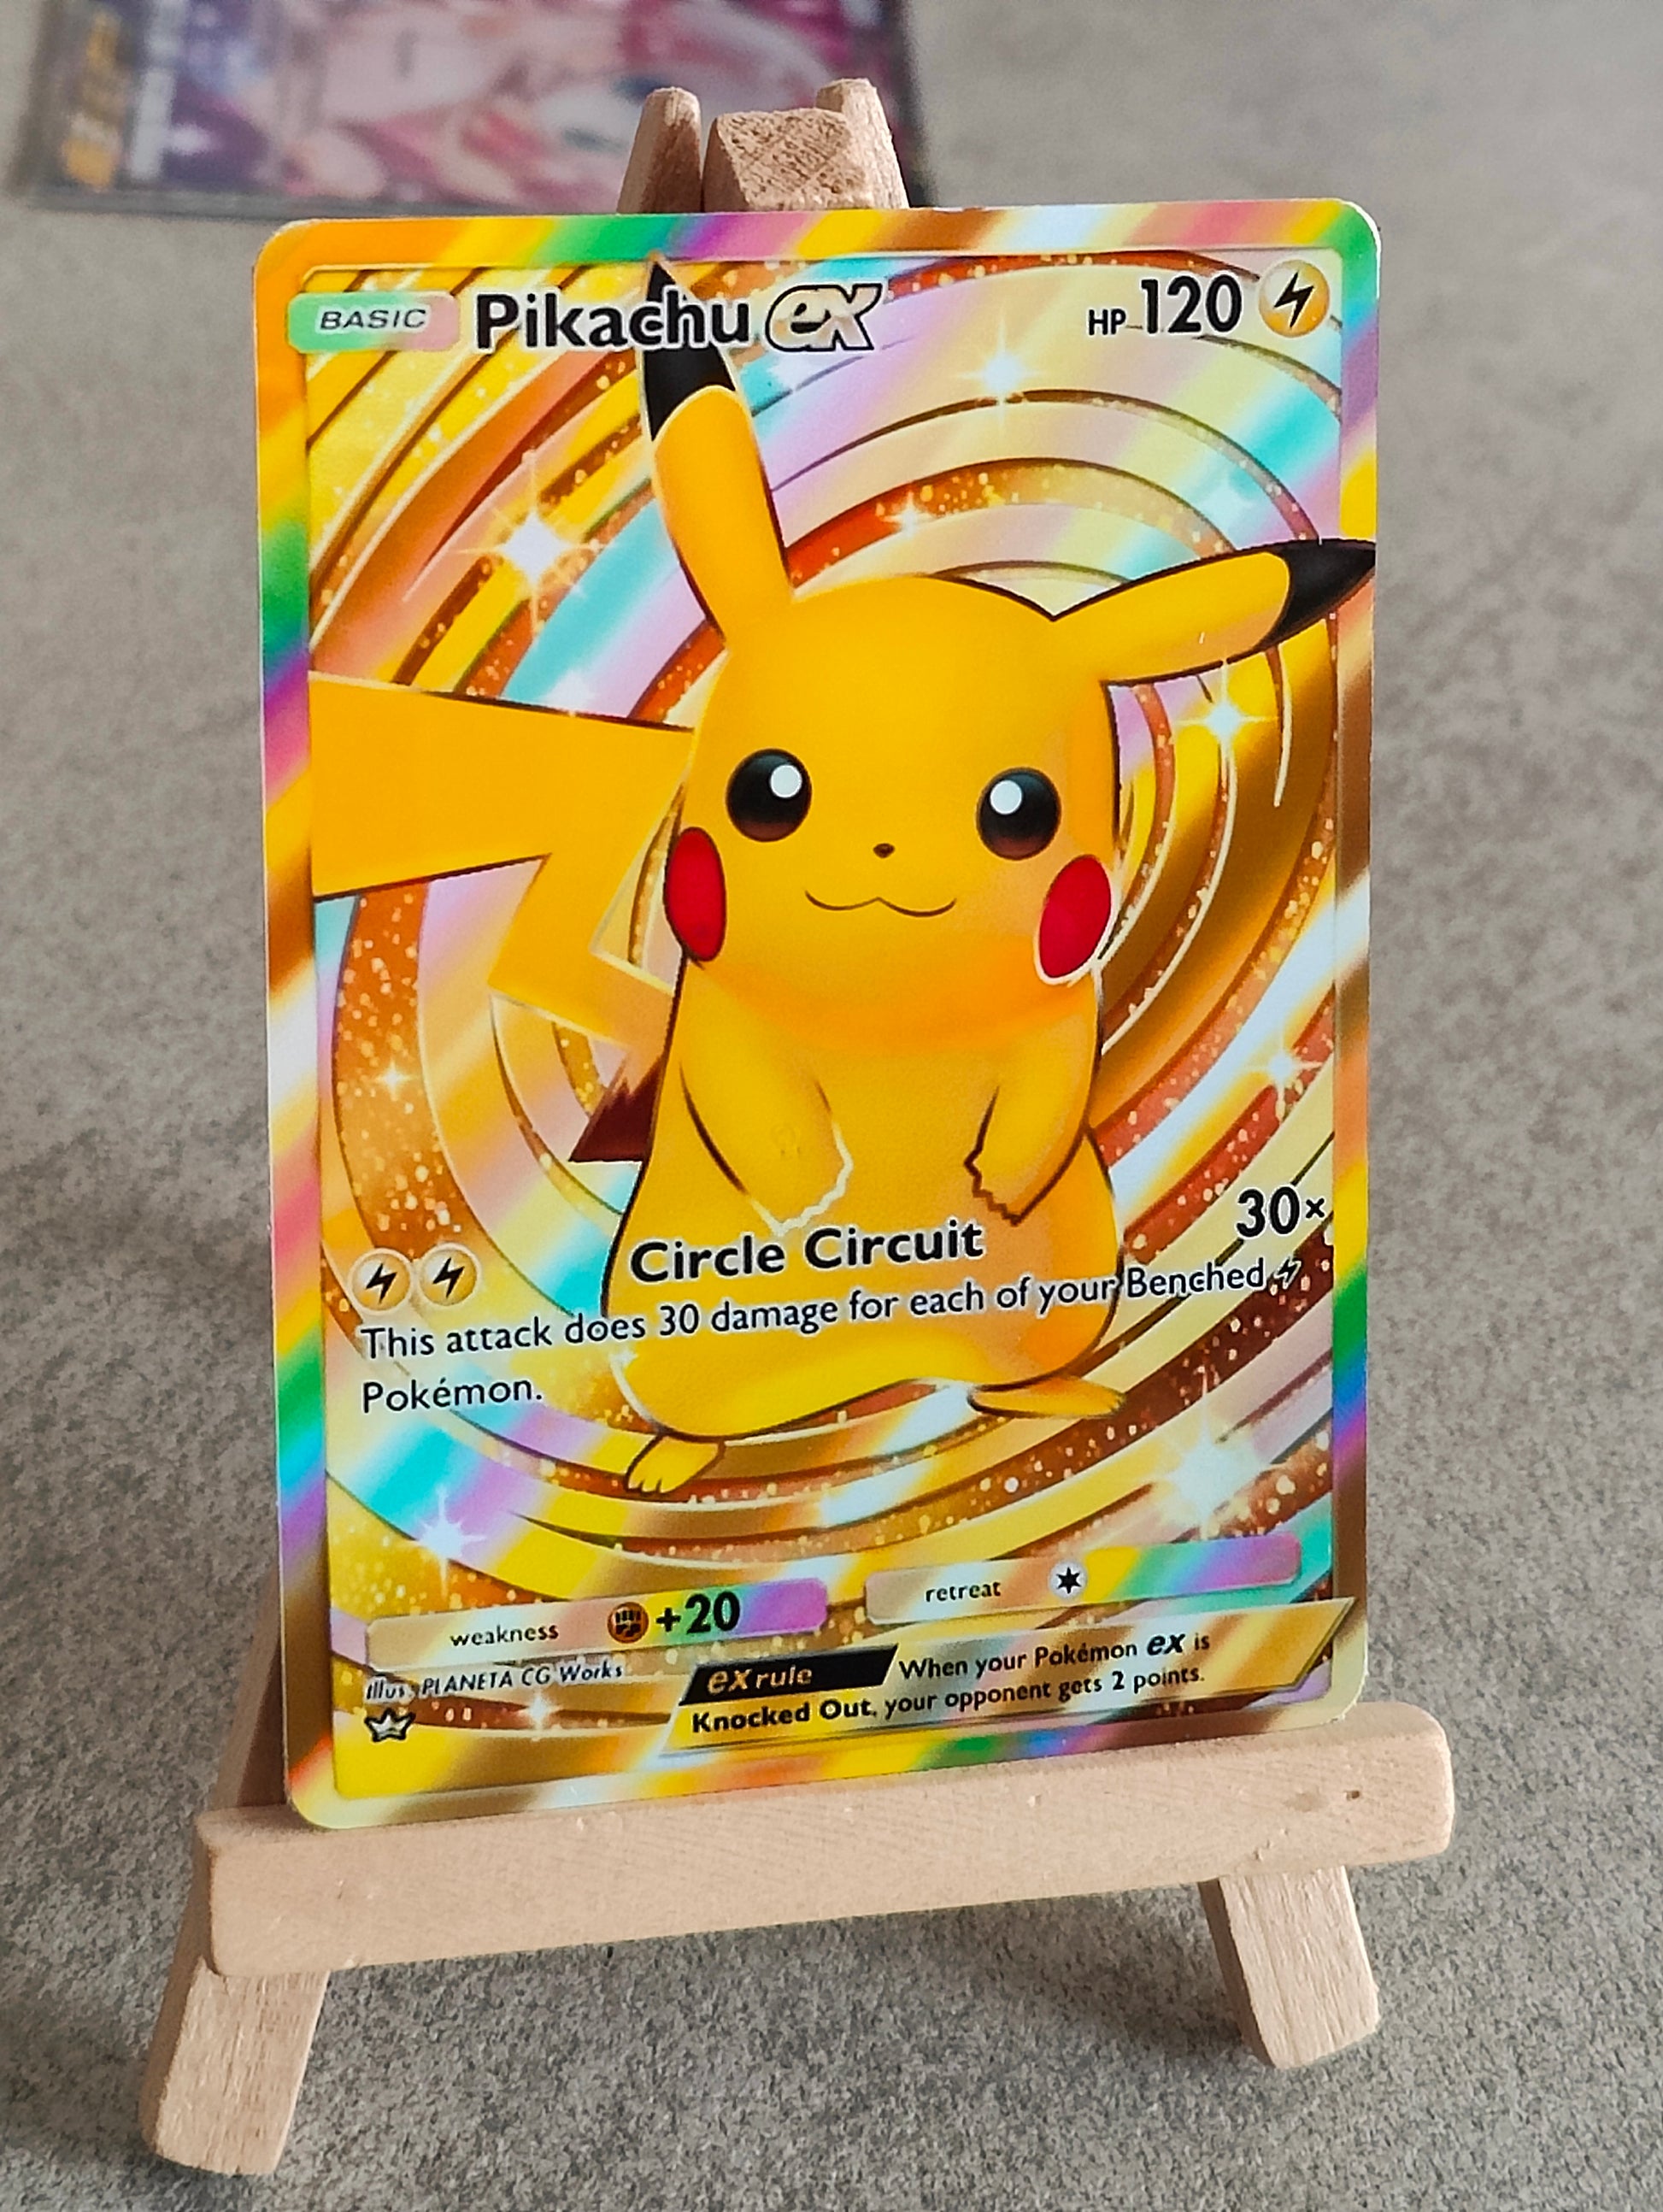 BASIC Pikachu ex HP 120
Circle Circuit 30×
This attack does 30 damage for each of your Benched
Pokémon.
weakness +20 retreat
Illus. PLANETA CG Works
ex rule When your Pokémon ex is
Knocked Out, your opponent gets 2 points.